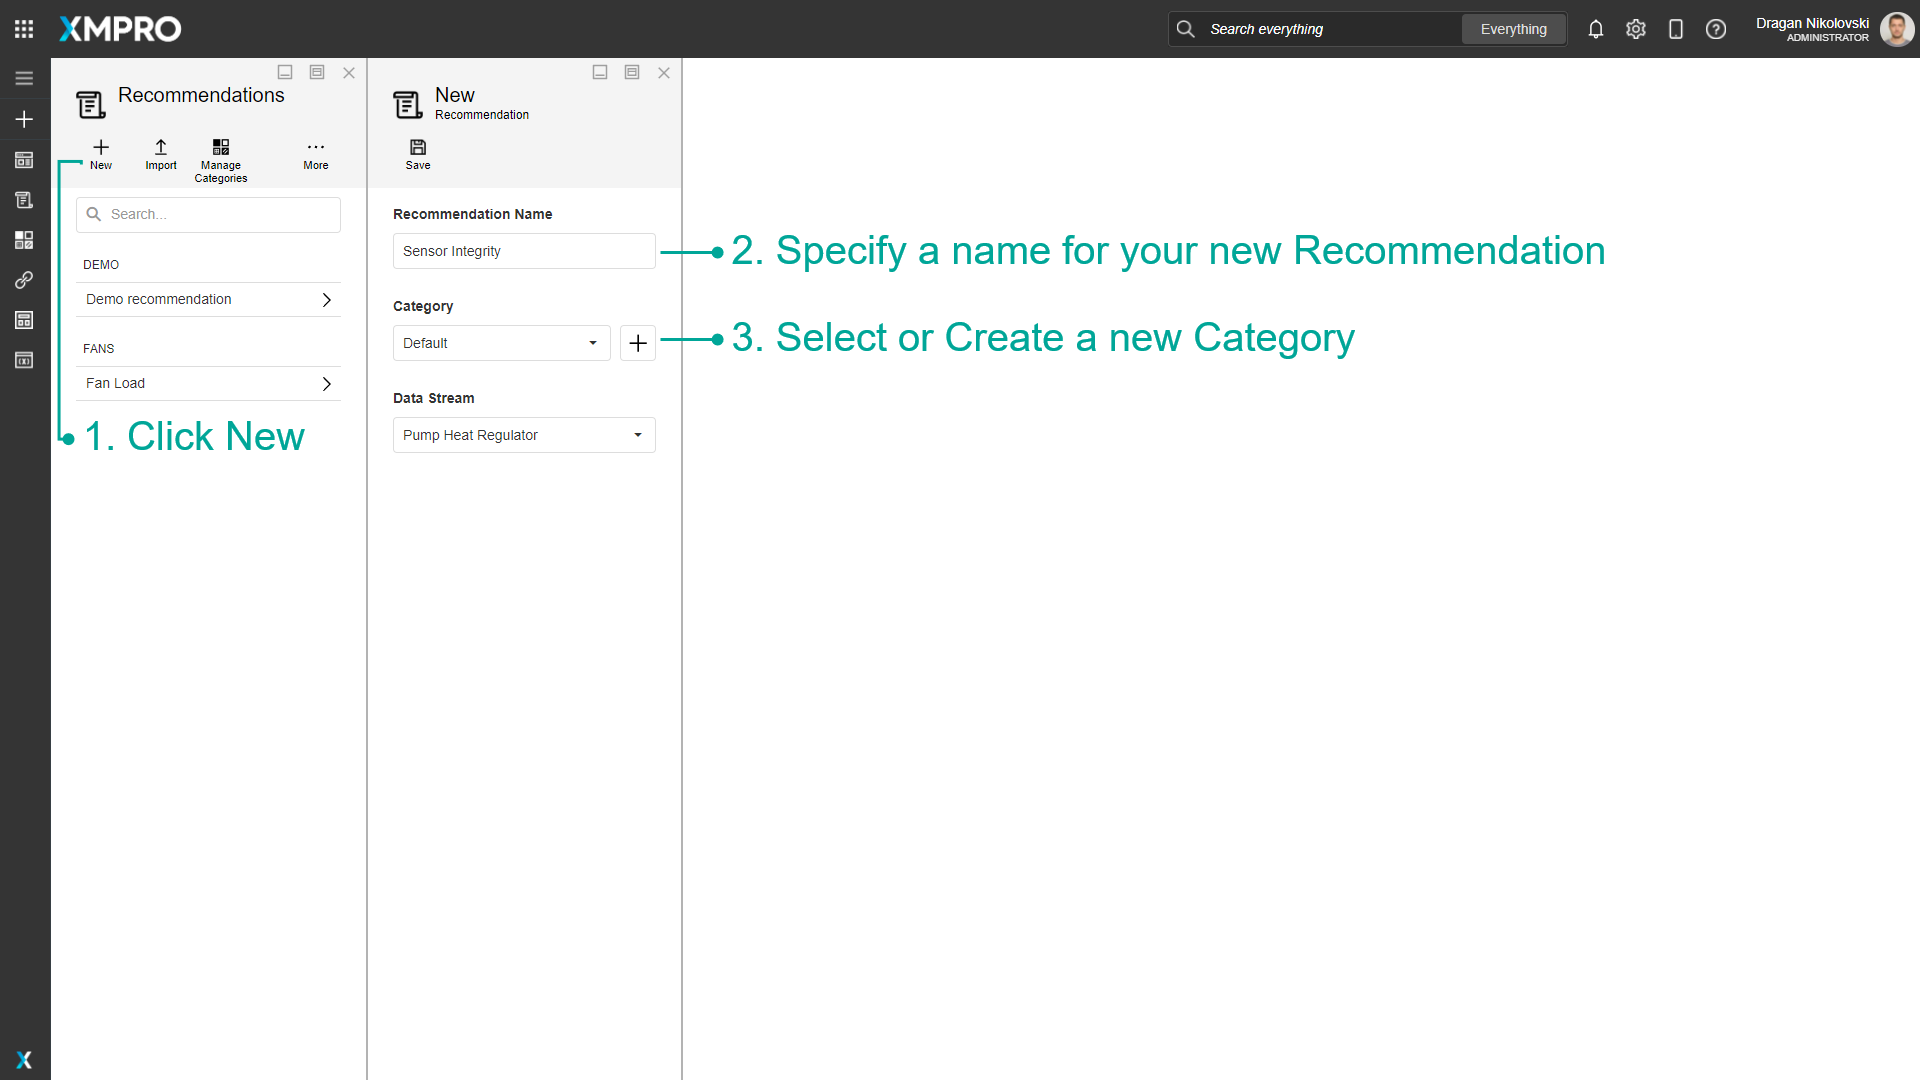 XMPRO
Search everything
Everything
Dragan Nikolovski
ADMINISTRATOR
Recommendations
New
Import
Manage
Categories
More
Search...
DEMO
Demo recommendation
FANS
Fan Load
1. Click New
New
Recommendation
Save
Recommendation Name
Sensor Integrity
2. Specify a name for your new Recommendation
Category
Default
3. Select or Create a new Category
Data Stream
Pump Heat Regulator